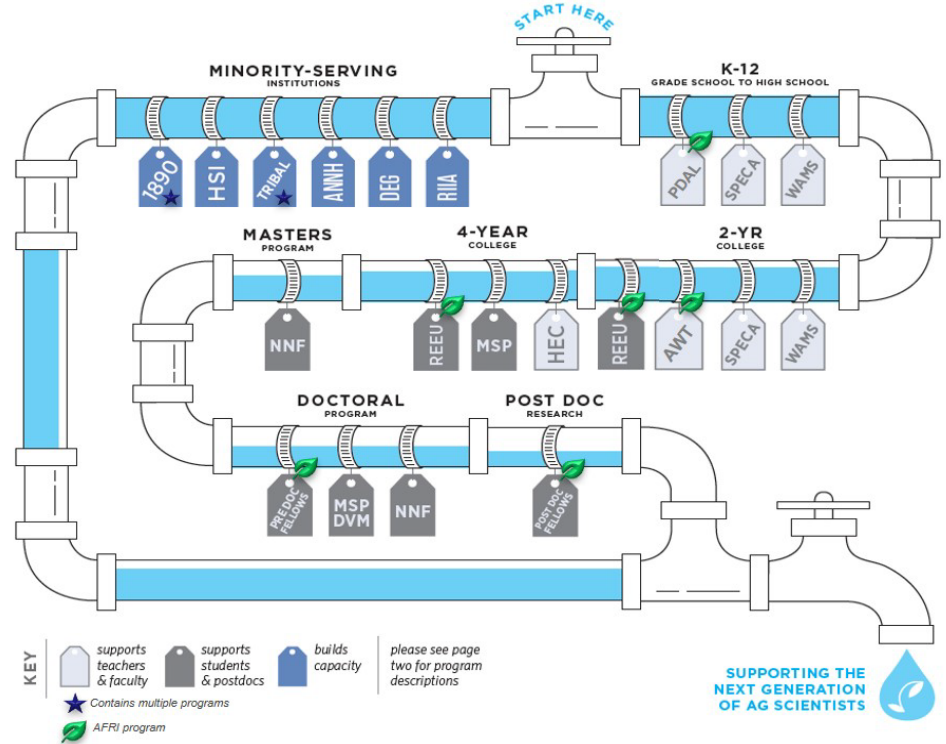 START HERE
MINORITY-SERVING
INSTITUTIONS
K-12
GRADE SCHOOL TO HIGH SCHOOL
1890
HSI
TRIBAL
ANNH
DEG
RIIA
PDAL
SPECA
WAMS
MASTERS
PROGRAM
4-YEAR
COLLEGE
2-YR
COLLEGE
NNF
REEU
MSP
HEC
REEU
AWT
SPECA
WAMS
DOCTORAL
PROGRAM
POST DOC
RESEARCH
PRE DOC
FELLOWS
MSP
DVM
NNF
POST DOC
FELLOWS
KEY
supports
teachers
& faculty
supports
students
& postdocs
builds
capacity
please see page
two for program
descriptions
Contains multiple programs
AFRI program
SUPPORTING THE
NEXT GENERATION
OF AG SCIENTISTS